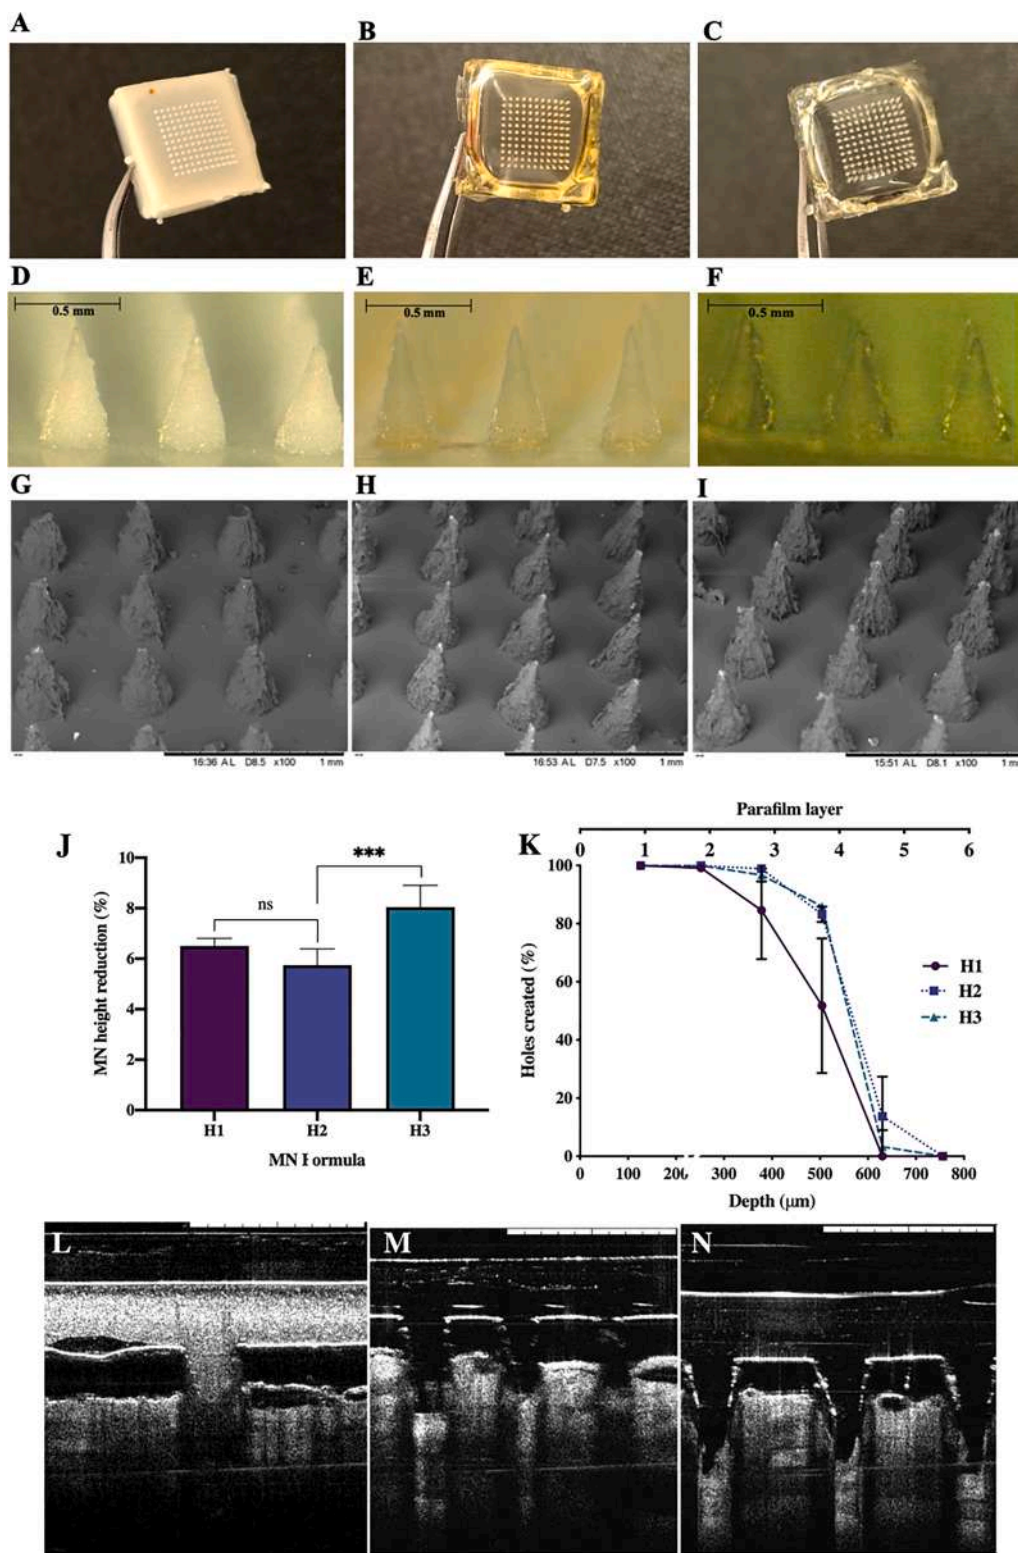 A
B
C
D
E
F
0.5 mm
0.5 mm
0.5 mm
G
H
I
16:36 AL D8.5 x100 1 mm
16:53 AL D7.5 x100 1 mm
15:51 AL D8.1 x100 1 m
J
MN height reduction (%)
10
8
6
4
2
0
ns
***
H1
H2
H3
MN Formula
K
Parafilm layer
0 1 2 3 4 5 6
Holes created (%)
100
80
60
40
20
0
H1
H2
H3
0 100 200 300 400 500 600 700 800
Depth (µm)
L
M
N